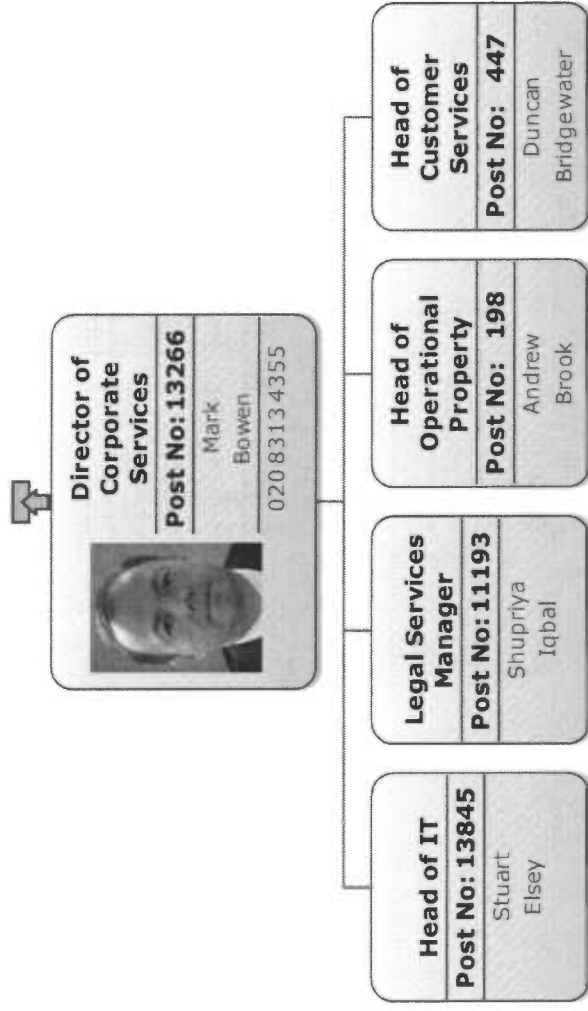 Director of
Corporate
Services
Post No: 13266
Mark
Bowen
020 8313 4355
Head of IT
Post No: 13845
Stuart
Elsey
Legal Services
Manager
Post No: 11193
Shupriya
Iqbal
Head of
Operational
Property
Post No: 198
Andrew
Brook
Head of
Customer
Services
Post No: 447
Duncan
Bridgewater